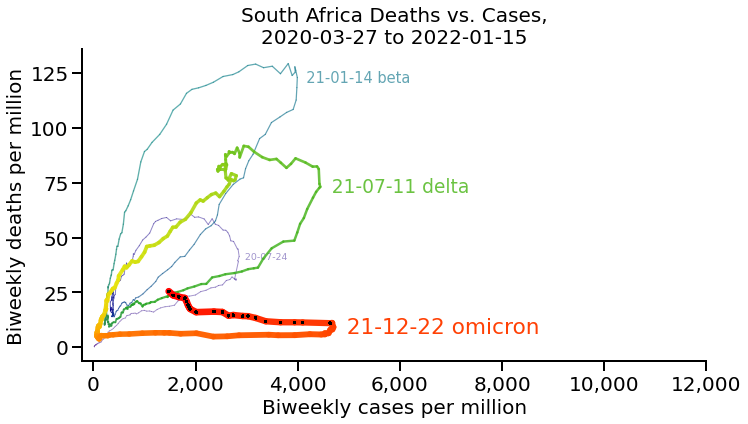 South Africa Deaths vs. Cases,
2020-03-27 to 2022-01-15
Biweekly deaths per million
125
100
75
50
25
0
21-01-14 beta
21-07-11 delta
20-07-24
21-12-22 omicron
0 2,000 4,000 6,000 8,000 10,000 12,000
Biweekly cases per million